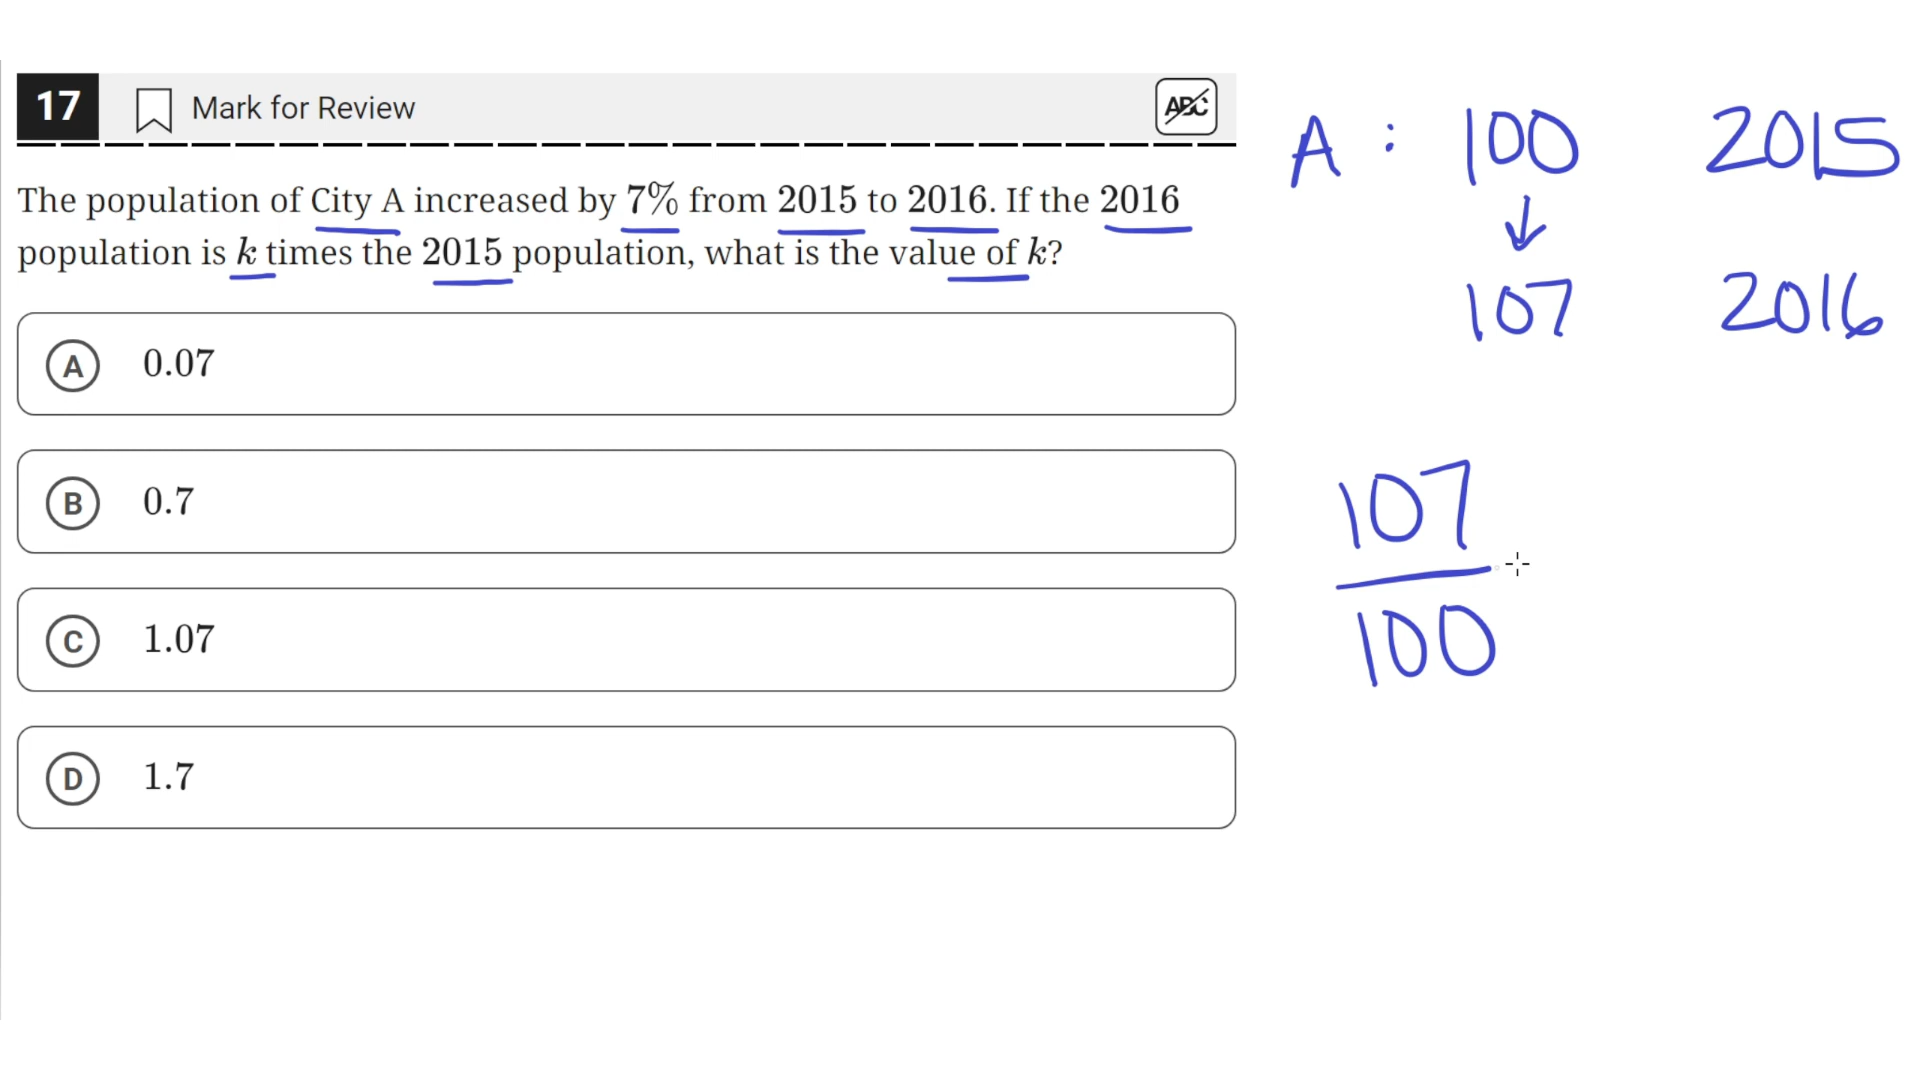 17 Mark for Review ABC
The population of City A increased by 7% from 2015 to 2016. If the 2016
population is k times the 2015 population, what is the value of k?
A 0.07
B 0.7
C 1.07
D 1.7
A : 100 2015
↓
107 2016
107
100